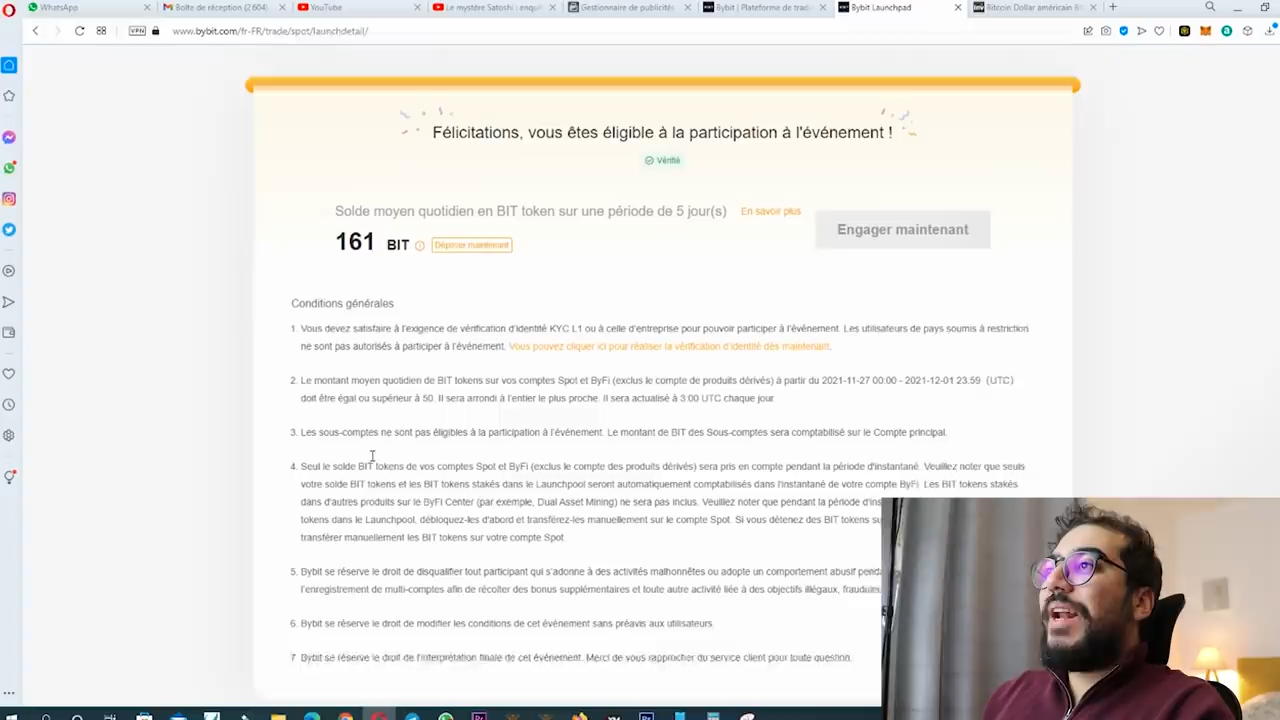 WhatsApp
Boîte de réception (2 604)
YouTube
Le mystère Satoshi : enquê
Gestionnaire de publicités
Bybit | Plateforme de tradi
Bybit Launchpad
Bitcoin Dollar américain B
VPN
www.bybit.com/fr-FR/trade/spot/launchdetail/
Félicitations, vous êtes éligible à la participation à l'événement !
Vérifié
Solde moyen quotidien en BIT token sur une période de 5 jour(s)
En savoir plus
161 BIT
Déposer maintenant
Engager maintenant
Conditions générales
1. Vous devez satisfaire à l'exigence de vérification d'identité KYC L1 ou à celle d'entreprise pour pouvoir participer à l'événement. Les utilisateurs de pays soumis à restriction
ne sont pas autorisés à participer à l'événement. Vous pouvez cliquer ici pour réaliser la vérification d'identité dès maintenant.
2. Le montant moyen quotidien de BIT tokens sur vos comptes Spot et ByFi (exclus le compte de produits dérivés) à partir du 2021-11-27 00:00 - 2021-12-01 23:59 (UTC)
doit être égal ou supérieur à 50. Il sera arrondi à l'entier le plus proche. Il sera actualisé à 3:00 UTC chaque jour
3. Les sous-comptes ne sont pas éligibles à la participation à l'événement. Le montant de BIT des Sous-comptes sera comptabilisé sur le Compte principal.
4. Seul le solde BIT tokens de vos comptes Spot et ByFi (exclus le compte des produits dérivés) sera pris en compte pendant la période d'instantané. Veuillez noter que seuls
votre solde BIT tokens et les BIT tokens stakés dans le Launchpool seront automatiquement comptabilisés dans l'instantané de votre compte ByFi. Les BIT tokens stakés
dans d'autres produits sur le ByFi Center (par exemple, Dual Asset Mining) ne sera pas inclus. Veuillez noter que pendant la période d'ins
tokens dans le Launchpool, débloquez-les d'abord et transférez-les manuellement sur le compte Spot. Si vous détenez des BIT tokens su
transférer manuellement les BIT tokens sur votre compte Spot
5. Bybit se réserve le droit de disqualifier tout participant qui s'adonne à des activités malhonnêtes ou adopte un comportement abusif penda
l'enregistrement de multi-comptes afin de récolter des bonus supplémentaires et toute autre activité liée à des objectifs illégaux, fraudule
6. Bybit se réserve le droit de modifier les conditions de cet événement sans préavis aux utilisateurs.
7 Bybit se réserve le droit de l'interprétation finale de cet événement. Merci de vous rapprocher du service client pour toute question.